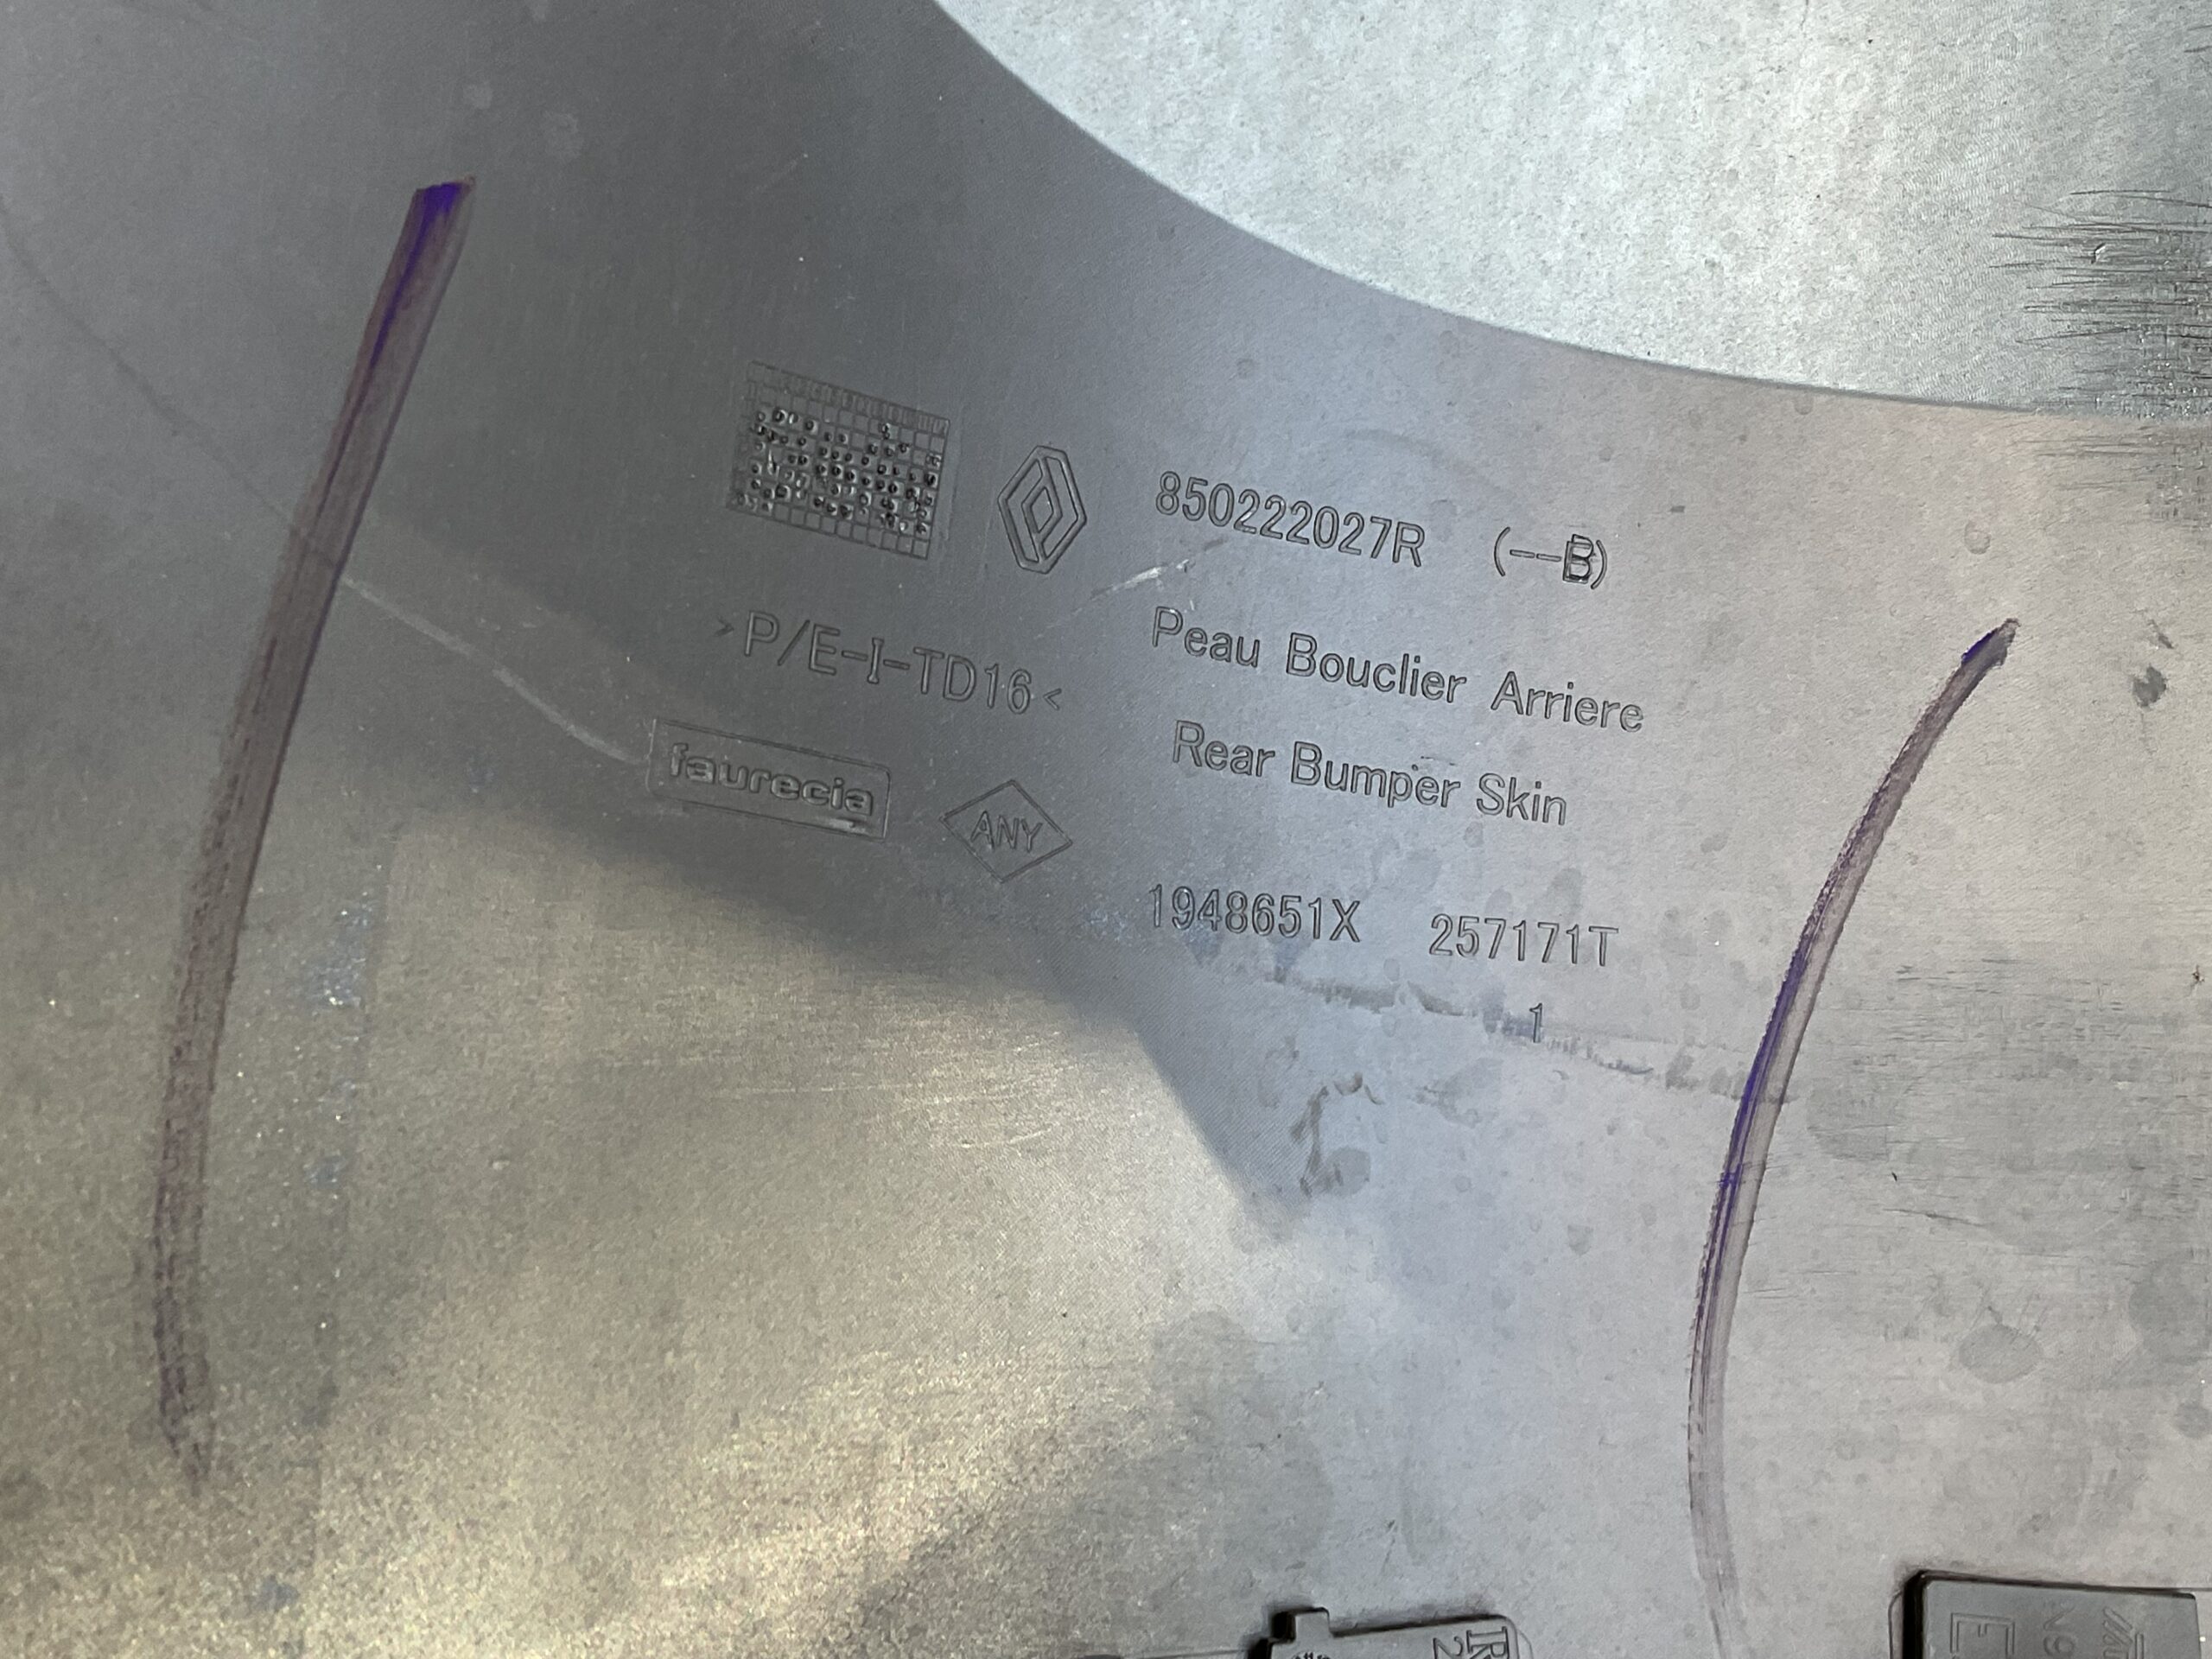 850222027R (--B)
Peau Bouclier Arriere
Rear Bumper Skin
>P/E-I-TD16<
faurecia
ANY
1948651X 257171T
1